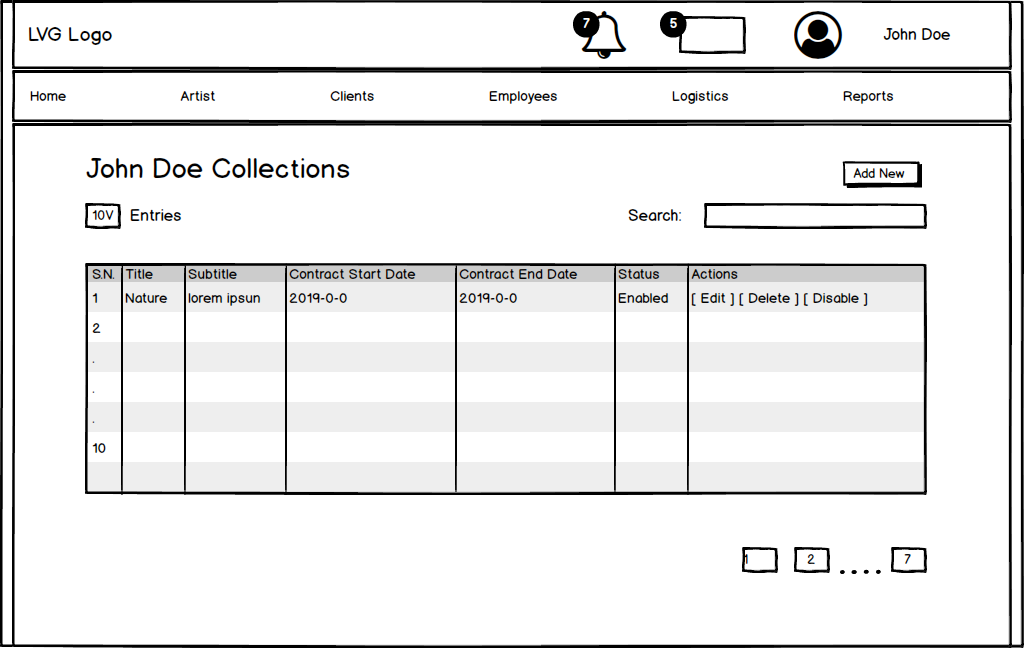 LVG Logo 7 5 John Doe
Home Artist Clients Employees Logistics Reports
John Doe Collections
Add New
10V Entries Search:
S.N. Title Subtitle Contract Start Date Contract End Date Status Actions
1 Nature lorem ipsun 2019-0-0 2019-0-0 Enabled [ Edit ] [ Delete ] [ Disable ]
2
.
.
.
10
1 2 .... 7